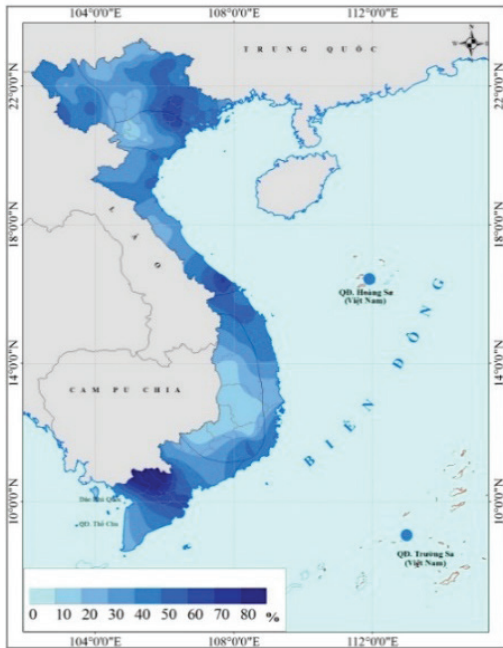 104°0'0"E 108°0'0"E 112°0'0"E
N
W E
S
TRUNG QUỐC
22°0'0"N 22°0'0"N
LÀO
18°0'0"N 18°0'0"N
QĐ. Hoàng Sa
(Việt Nam)
BIỂN ĐÔNG
14°0'0"N 14°0'0"N
CAM PU CHIA
10°0'0"N 10°0'0"N
QĐ. Thổ Chu
QĐ. Trường Sa
(Việt Nam)
0 10 20 30 40 50 60 70 80 %
104°0'0"E 108°0'0"E 112°0'0"E